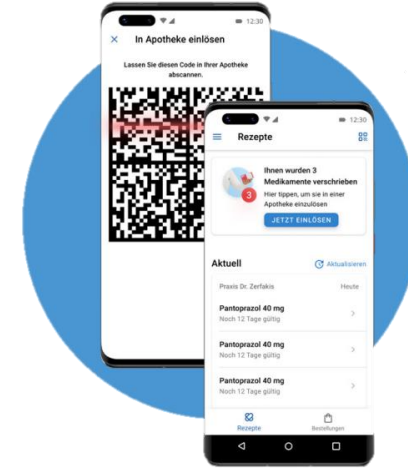 12:30
In Apotheke einlösen
Lassen Sie diesen Code in Ihrer Apotheke
abscannen.
12:30
Rezepte
Ihnen wurden 3
Medikamente verschrieben
3
Hier tippen, um sie in einer
Apotheke einzulösen
JETZT EINLÖSEN
Aktuell
Aktualisieren
Praxis Dr. Zerfakis
Heute
Pantoprazol 40 mg
Noch 12 Tage gültig
Pantoprazol 40 mg
Noch 12 Tage gültig
Pantoprazol 40 mg
Noch 12 Tage gültig
Rezepte
Bestellungen